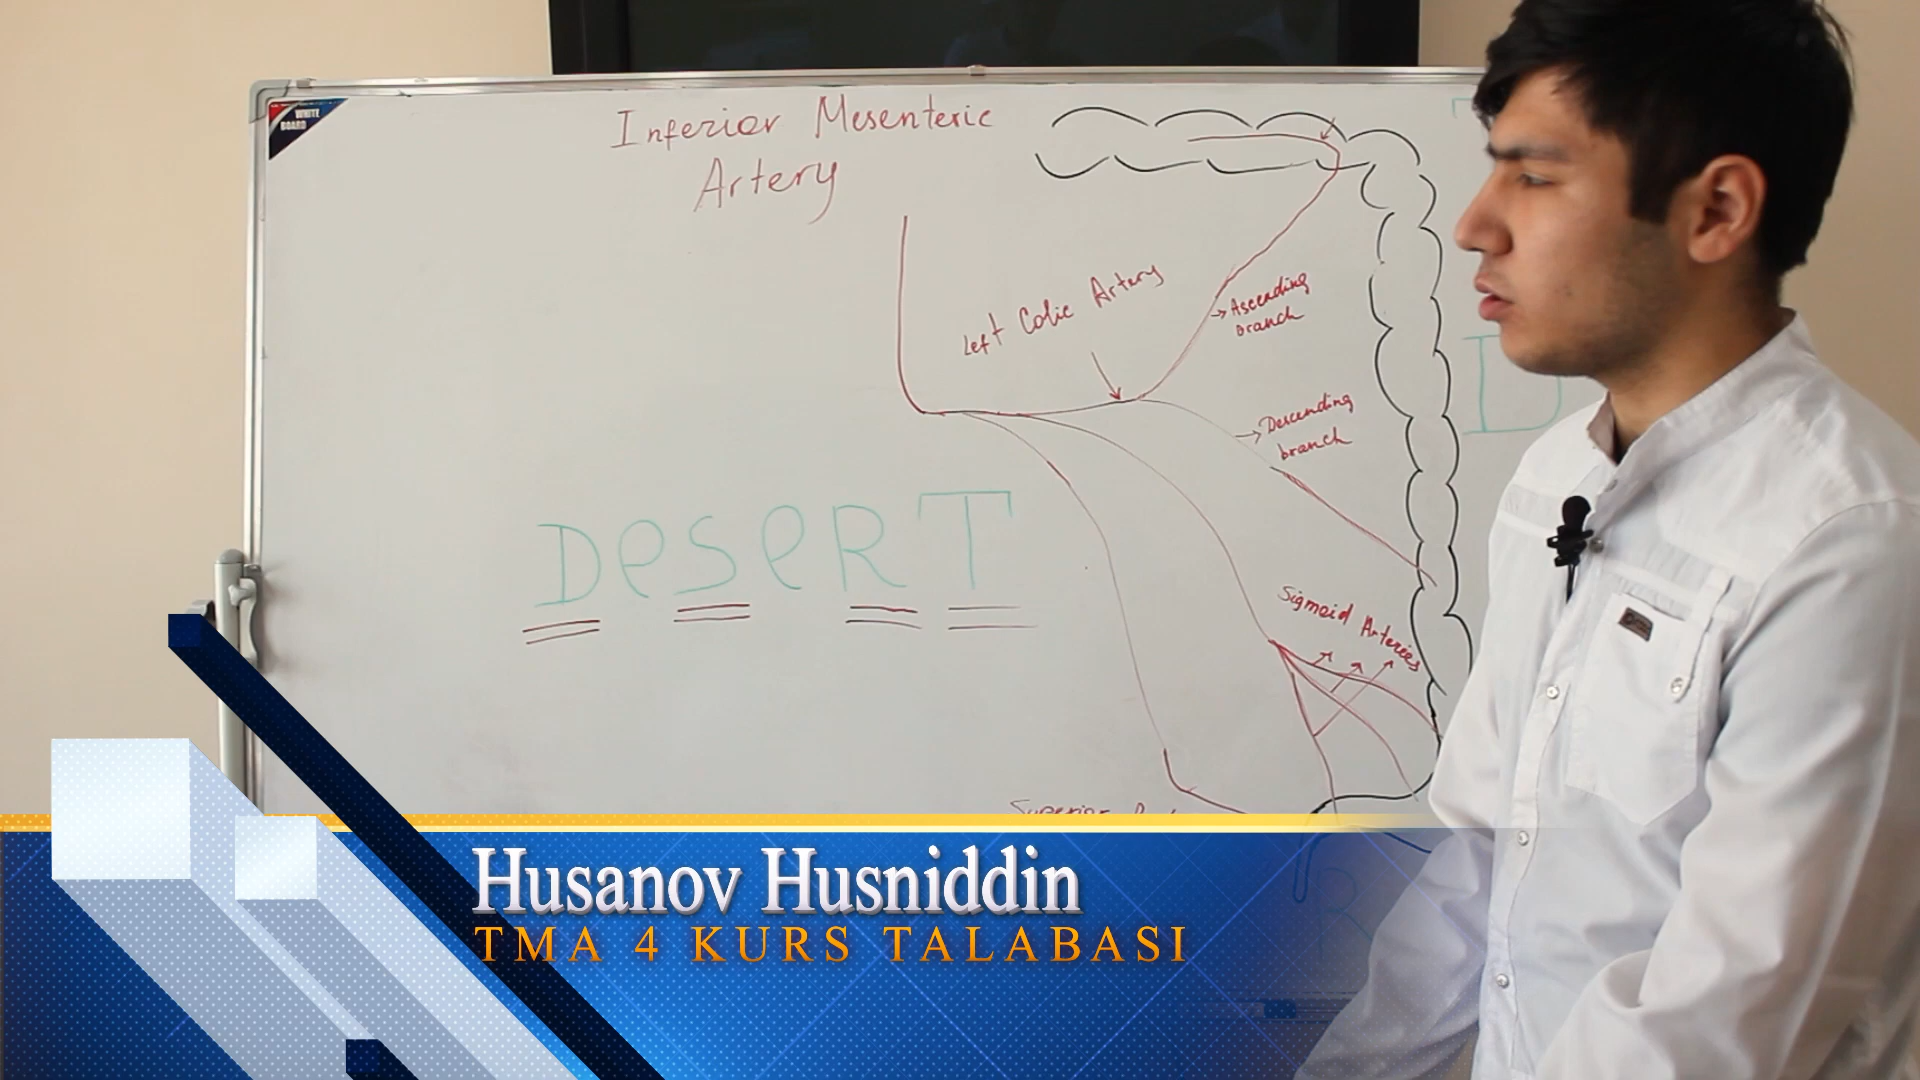 WHITE
BOARD
Inferior Mesenteric
Artery
Left Colic Artery
Ascending
branch
Descending
branch
DeseRT
D
Sigmoid Arteries
Superior
R
Husanov Husniddin
TMA 4 KURS TALABASI